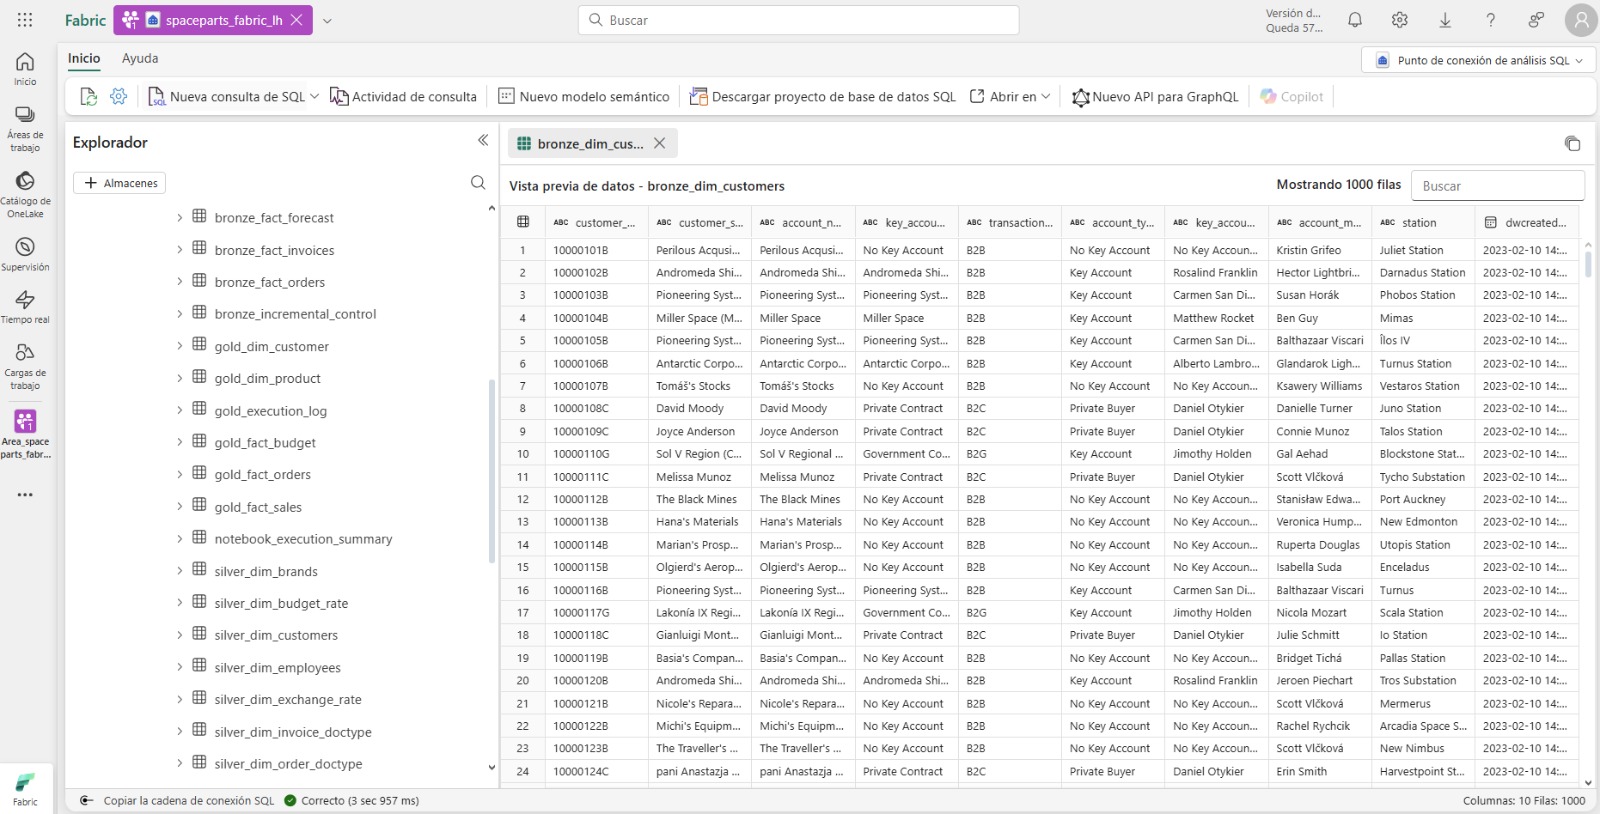 Fabric
spaceparts_fabric_lh
Buscar
Versión d...
Queda 57...
Inicio
Ayuda
Punto de conexión de análisis SQL
Nueva consulta de SQL
Actividad de consulta
Nuevo modelo semántico
Descargar proyecto de base de datos SQL
Abrir en
Nuevo API para GraphQL
Copilot
Inicio
Áreas de
trabajo
Catálogo de
OneLake
Supervisión
Tiempo real
Cargas de
trabajo
Area_space
parts_fabr...
Fabric
Explorador
Almacenes
bronze_fact_forecast
bronze_fact_invoices
bronze_fact_orders
bronze_incremental_control
gold_dim_customer
gold_dim_product
gold_execution_log
gold_fact_budget
gold_fact_orders
gold_fact_sales
notebook_execution_summary
silver_dim_brands
silver_dim_budget_rate
silver_dim_customers
silver_dim_employees
silver_dim_exchange_rate
silver_dim_invoice_doctype
silver_dim_order_doctype
bronze_dim_cus...
Vista previa de datos - bronze_dim_customers
Mostrando 1000 filas
Buscar
ABC customer_... ABC customer_s... ABC account_n... ABC key_accou... ABC transaction... ABC account_ty... ABC key_accou... ABC account_m... ABC station dwcreated...
1 10000101B Perilous Acqusi... Perilous Acqusi... No Key Account B2B No Key Account No Key Accoun... Kristin Grifeo Juliet Station 2023-02-10 14:...
2 10000102B Andromeda Shi... Andromeda Shi... Andromeda Shi... B2B Key Account Rosalind Franklin Hector Lightbri... Darnadus Station 2023-02-10 14:...
3 10000103B Pioneering Syst... Pioneering Syst... Pioneering Syst... B2B Key Account Carmen San Di... Susan Horák Phobos Station 2023-02-10 14:...
4 10000104B Miller Space (M... Miller Space Miller Space B2B Key Account Matthew Rocket Ben Guy Mimas 2023-02-10 14:...
5 10000105B Pioneering Syst... Pioneering Syst... Pioneering Syst... B2B Key Account Carmen San Di... Balthazaar Viscari Îlos IV 2023-02-10 14:...
6 10000106B Antarctic Corpo... Antarctic Corpo... Antarctic Corpo... B2B Key Account Alberto Lambro... Glandarok Ligh... Turnus Station 2023-02-10 14:...
7 10000107B Tomáš's Stocks Tomáš's Stocks No Key Account B2B No Key Account No Key Accoun... Ksawery Williams Vestaros Station 2023-02-10 14:...
8 10000108C David Moody David Moody Private Contract B2C Private Buyer Daniel Otykier Danielle Turner Juno Station 2023-02-10 14:...
9 10000109C Joyce Anderson Joyce Anderson Private Contract B2C Private Buyer Daniel Otykier Connie Munoz Talos Station 2023-02-10 14:...
10 10000110G Sol V Region (C... Sol V Regional ... Government Co... B2G Key Account Jimothy Holden Gal Aehad Blockstone Stat... 2023-02-10 14:...
11 10000111C Melissa Munoz Melissa Munoz Private Contract B2C Private Buyer Daniel Otykier Scott Vlčková Tycho Substation 2023-02-10 14:...
12 10000112B The Black Mines The Black Mines No Key Account B2B No Key Account No Key Accoun... Stanisław Edwa... Port Auckney 2023-02-10 14:...
13 10000113B Hana's Materials Hana's Materials No Key Account B2B No Key Account No Key Accoun... Veronica Hump... New Edmonton 2023-02-10 14:...
14 10000114B Marian's Prosp... Marian's Prosp... No Key Account B2B No Key Account No Key Accoun... Ruperta Douglas Utopis Station 2023-02-10 14:...
15 10000115B Olgierd's Aerop... Olgierd's Aerop... No Key Account B2B No Key Account No Key Accoun... Isabella Suda Enceladus 2023-02-10 14:...
16 10000116B Pioneering Syst... Pioneering Syst... Pioneering Syst... B2B Key Account Carmen San Di... Balthazaar Viscari Turnus 2023-02-10 14:...
17 10000117G Lakonía IX Regi... Lakonía IX Regi... Government Co... B2G Key Account Jimothy Holden Nicola Mozart Scala Station 2023-02-10 14:...
18 10000118C Gianluigi Mont... Gianluigi Mont... Private Contract B2C Private Buyer Daniel Otykier Julie Schmitt Io Station 2023-02-10 14:...
19 10000119B Basia's Compan... Basia's Compan... No Key Account B2B No Key Account No Key Accoun... Bridget Tichá Pallas Station 2023-02-10 14:...
20 10000120B Andromeda Shi... Andromeda Shi... Andromeda Shi... B2B Key Account Rosalind Franklin Jeroen Piechart Tros Substation 2023-02-10 14:...
21 10000121B Nicole's Repara... Nicole's Repara... No Key Account B2B No Key Account No Key Accoun... Scott Vlčková Mermerus 2023-02-10 14:...
22 10000122B Michi's Equipm... Michi's Equipm... No Key Account B2B No Key Account No Key Accoun... Rachel Rychcik Arcadia Space S... 2023-02-10 14:...
23 10000123B The Traveller's ... The Traveller's ... No Key Account B2B No Key Account No Key Accoun... Scott Vlčková New Nimbus 2023-02-10 14:...
24 10000124C pani Anastazja ... pani Anastazja ... Private Contract B2C Private Buyer Daniel Otykier Erin Smith Harvestpoint St... 2023-02-10 14:...
Copiar la cadena de conexión SQL
Correcto (3 sec 957 ms)
Columnas: 10 Filas: 1000